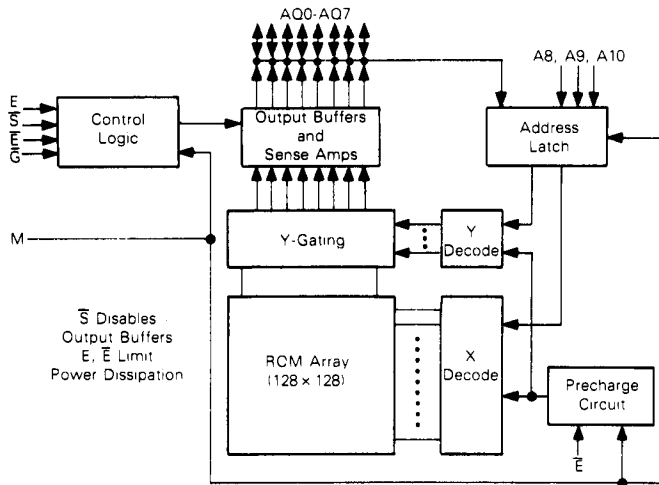 AQ0-AQ7
A8, A9, A10
E
S̅
E̅
G̅
Control
Logic
Output Buffers
and
Sense Amps
Address
Latch
M
Y-Gating
Y
Decode
S̅ Disables
Output Buffers
E, E̅ Limit
Power Dissipation
RCM Array
(128 × 128)
X
Decode
Precharge
Circuit
E̅